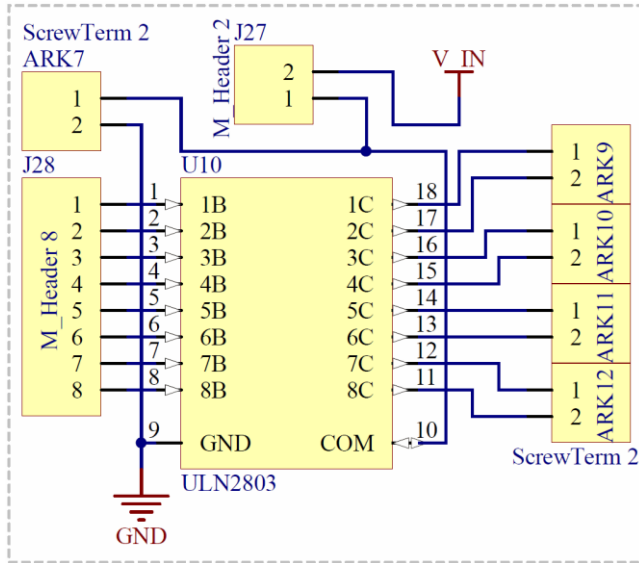 ScrewTerm 2
ARK7
1
2
M_Header 2
J27
2
1
V_IN
J28
M_Header 8
1
2
3
4
5
6
7
8
1
2
3
4
5
6
7
8
9
U10
1B 1C
2B 2C
3B 3C
4B 4C
5B 5C
6B 6C
7B 7C
8B 8C
GND COM
ULN2803
18
17
16
15
14
13
12
11
10
1
2
ARK9
1
2
ARK10
1
2
ARK11
1
2
ARK12
ScrewTerm 2
GND